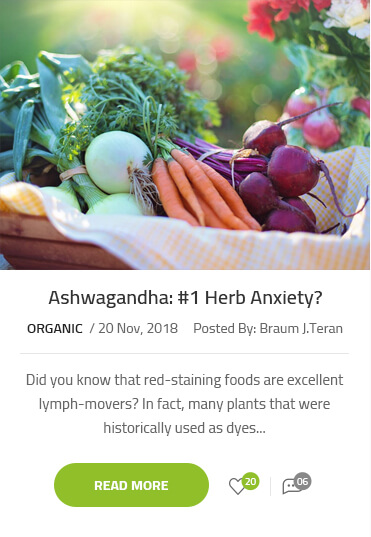 Ashwagandha: #1 Herb Anxiety?
ORGANIC / 20 Nov, 2018 Posted By: Braum J.Teran
Did you know that red-staining foods are excellent
lymph-movers? In fact, many plants that were
historically used as dyes...
READ MORE 20 06